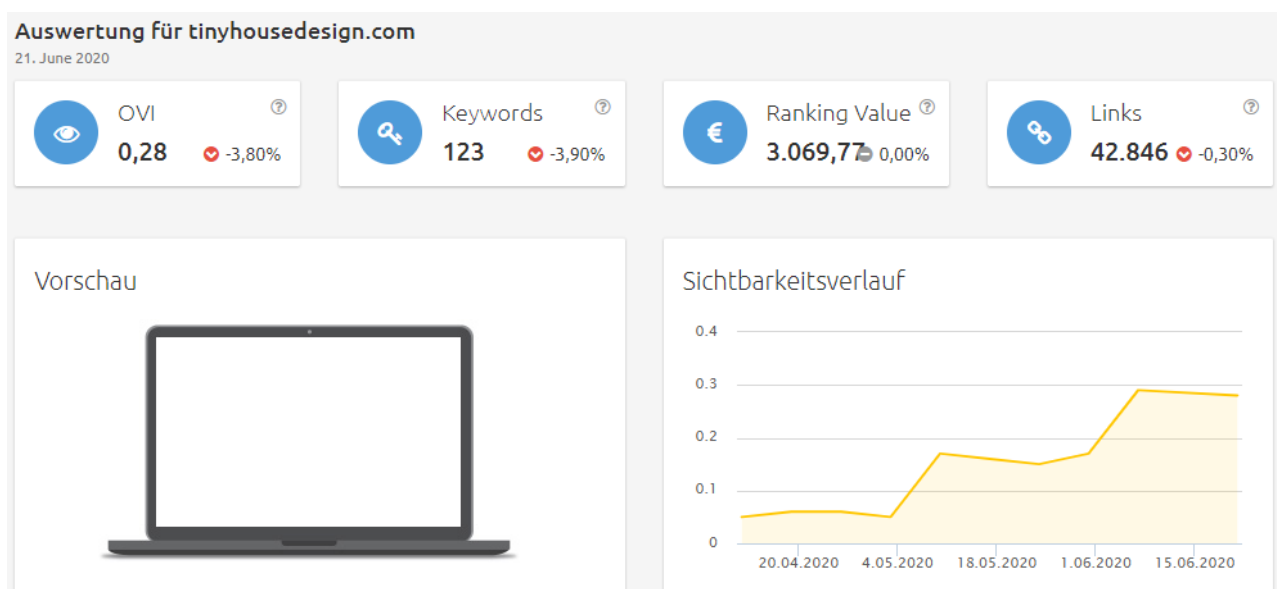 Auswertung für tinyhousedesign.com
21. June 2020
OVI
0,28 -3,80%
Keywords
123 -3,90%
Ranking Value
3.069,77 0,00%
Links
42.846 -0,30%
Vorschau
Sichtbarkeitsverlauf
0.4
0.3
0.2
0.1
0
20.04.2020 4.05.2020 18.05.2020 1.06.2020 15.06.2020